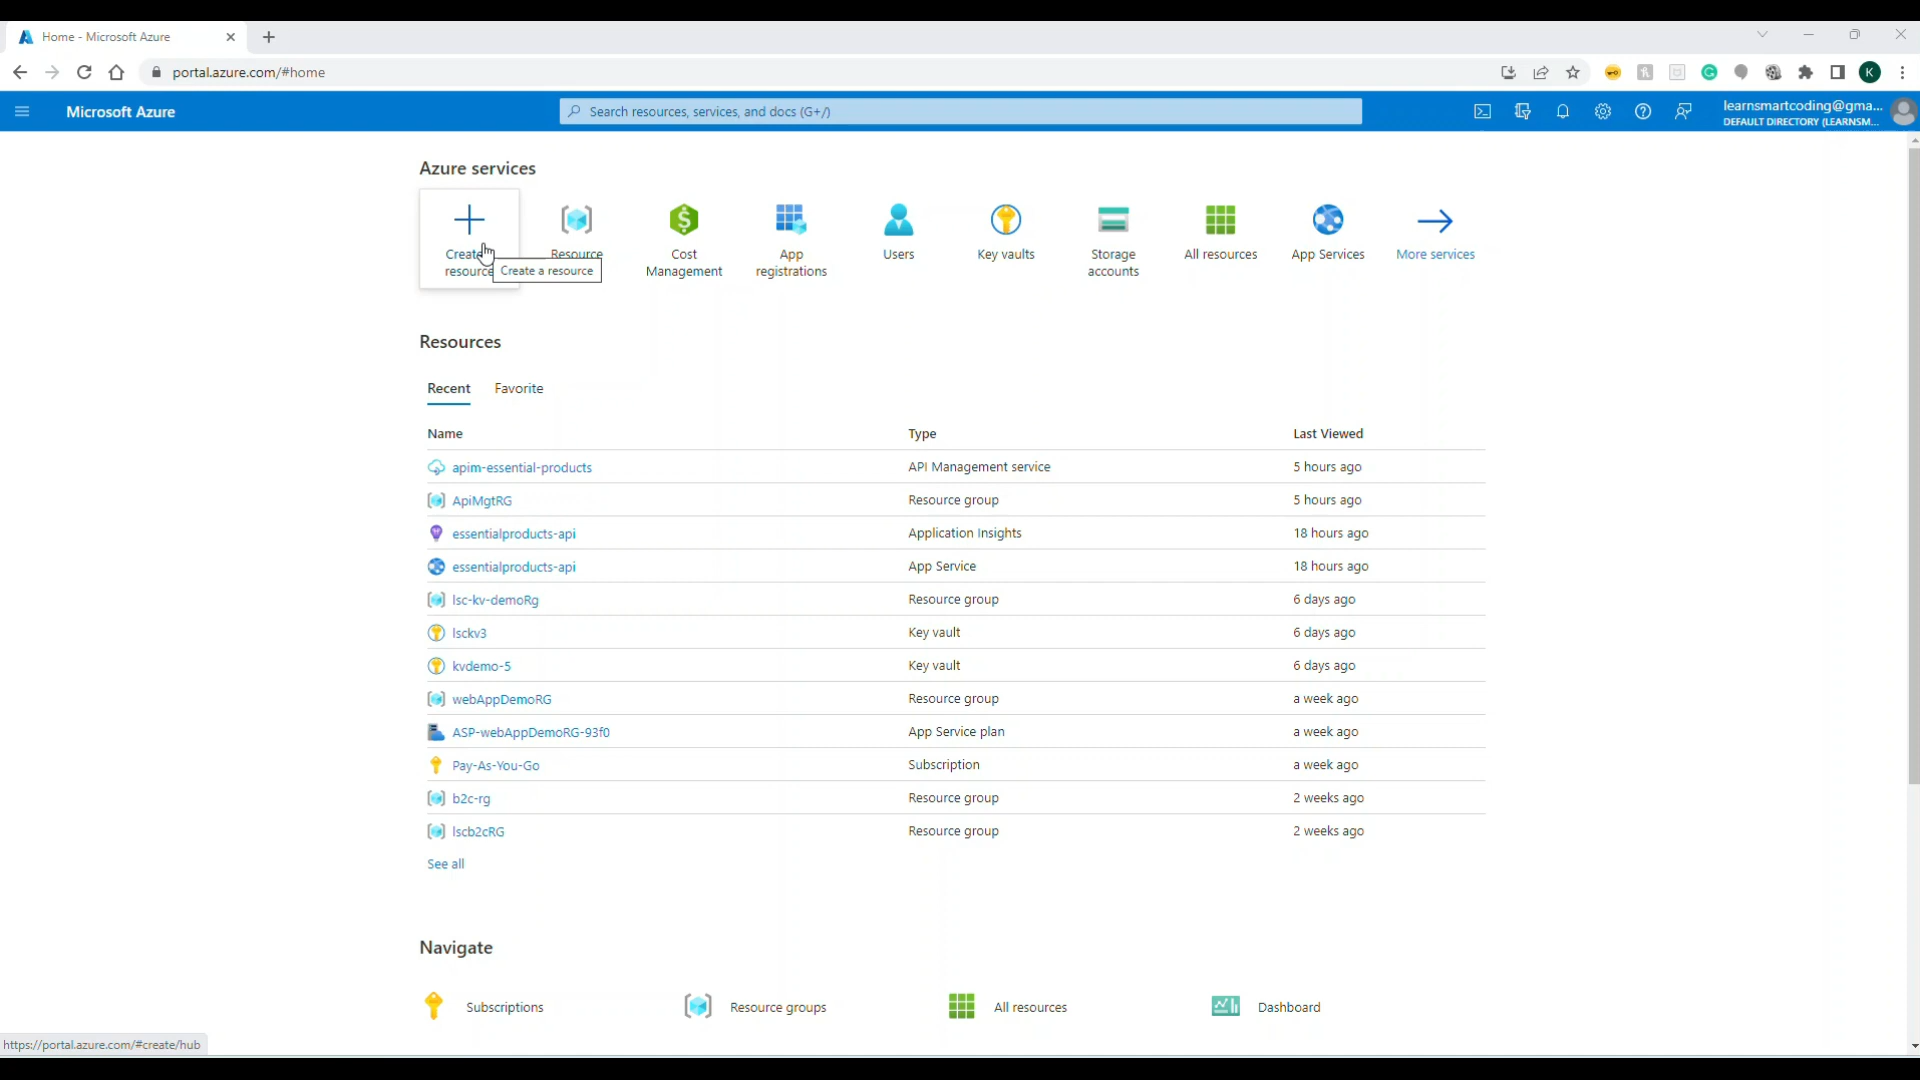 Home - Microsoft Azure
portal.azure.com/#home
K
Microsoft Azure
Search resources, services, and docs (G+/)
learnsmartcoding@gma...
DEFAULT DIRECTORY (LEARNSM...
Azure services
Create
resource
Create a resource
Resource
Cost
Management
App
registrations
Users
Key vaults
Storage
accounts
All resources
App Services
More services
Resources
Recent Favorite
Name Type Last Viewed
apim-essential-products API Management service 5 hours ago
ApiMgtRG Resource group 5 hours ago
essentialproducts-api Application Insights 18 hours ago
essentialproducts-api App Service 18 hours ago
lsc-kv-demoRg Resource group 6 days ago
lsckv3 Key vault 6 days ago
kvdemo-5 Key vault 6 days ago
webAppDemoRG Resource group a week ago
ASP-webAppDemoRG-93f0 App Service plan a week ago
Pay-As-You-Go Subscription a week ago
b2c-rg Resource group 2 weeks ago
lscb2cRG Resource group 2 weeks ago
See all
Navigate
Subscriptions Resource groups All resources Dashboard
https://portal.azure.com/#create/hub